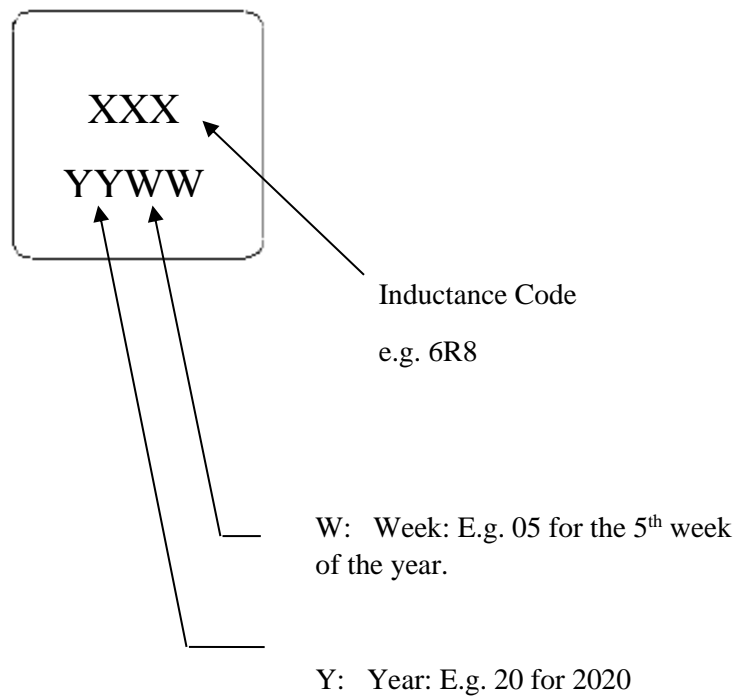 XXX
YYWW
Inductance Code
e.g. 6R8
W: Week: E.g. 05 for the 5th week
of the year.
Y: Year: E.g. 20 for 2020